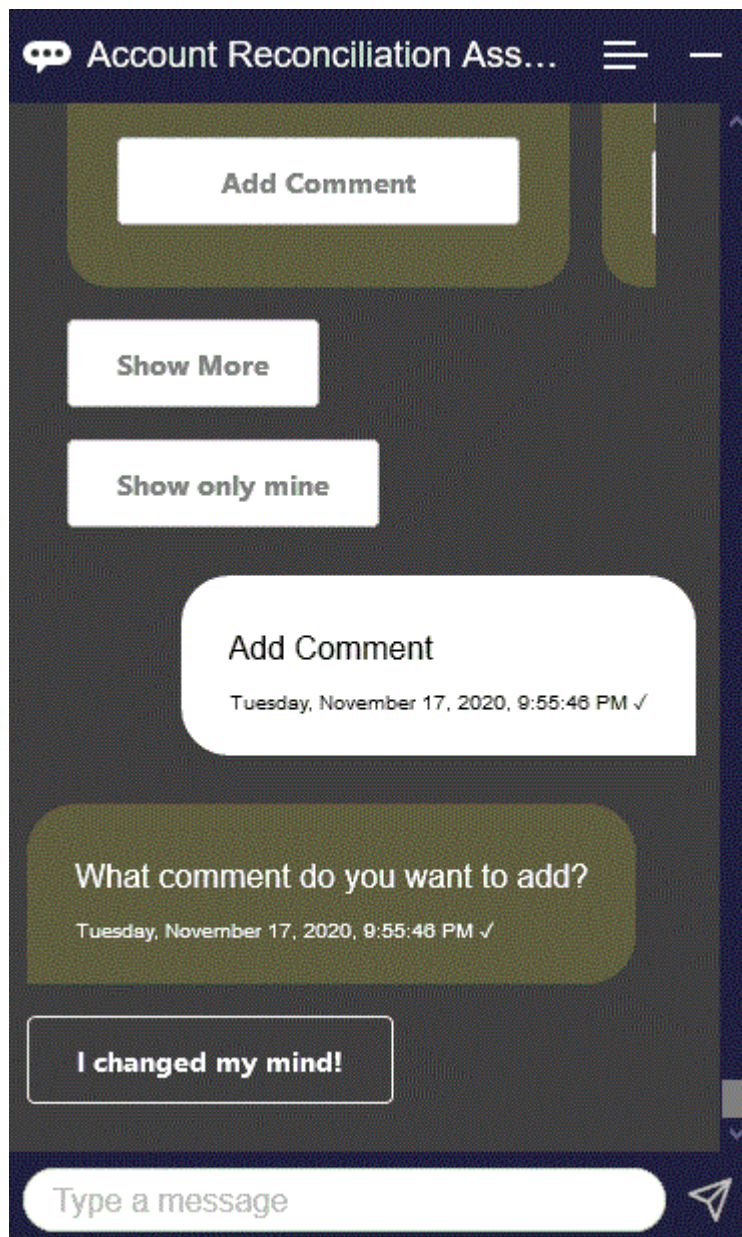 Account Reconciliation Ass...
Add Comment
Show More
Show only mine
Add Comment
Tuesday, November 17, 2020, 9:55:46 PM ✓
What comment do you want to add?
Tuesday, November 17, 2020, 9:55:46 PM ✓
I changed my mind!
Type a message